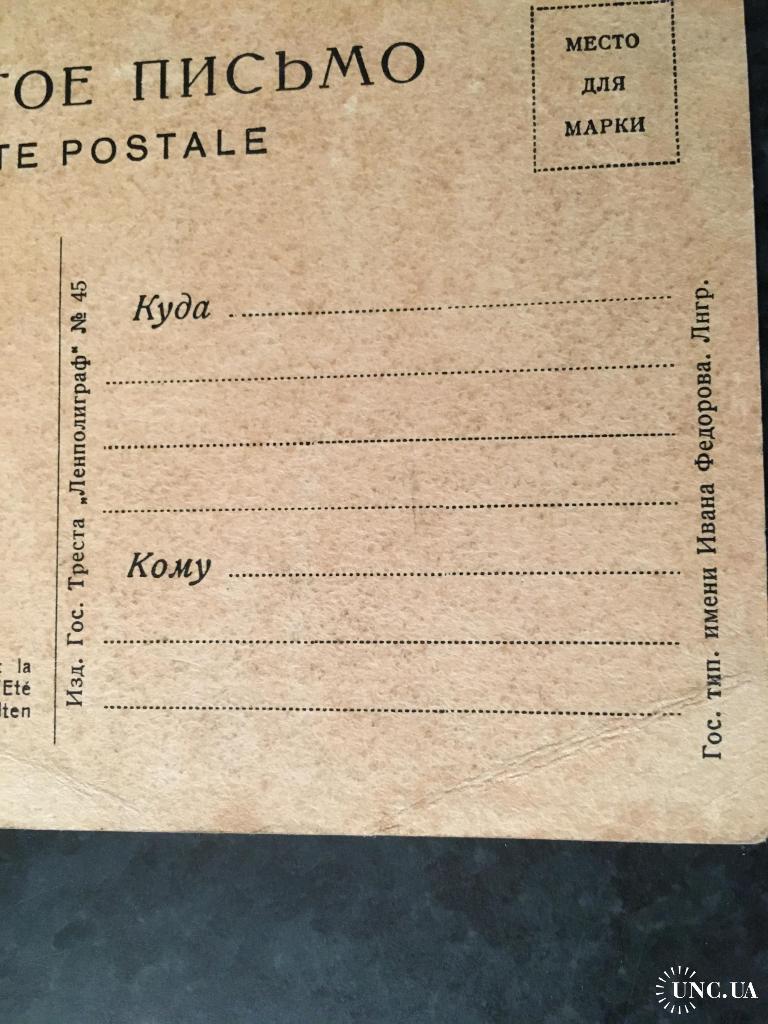 ТОЕ ПИСЬМО
TE POSTALE
МЕСТО
ДЛЯ
МАРКИ
Изд. Гос. Треста „Ленполиграф" № 45
Куда
Кому
Гос. тип. имени Ивана Федорова. Лнгр.
la
Eté
lten
UNC.UA